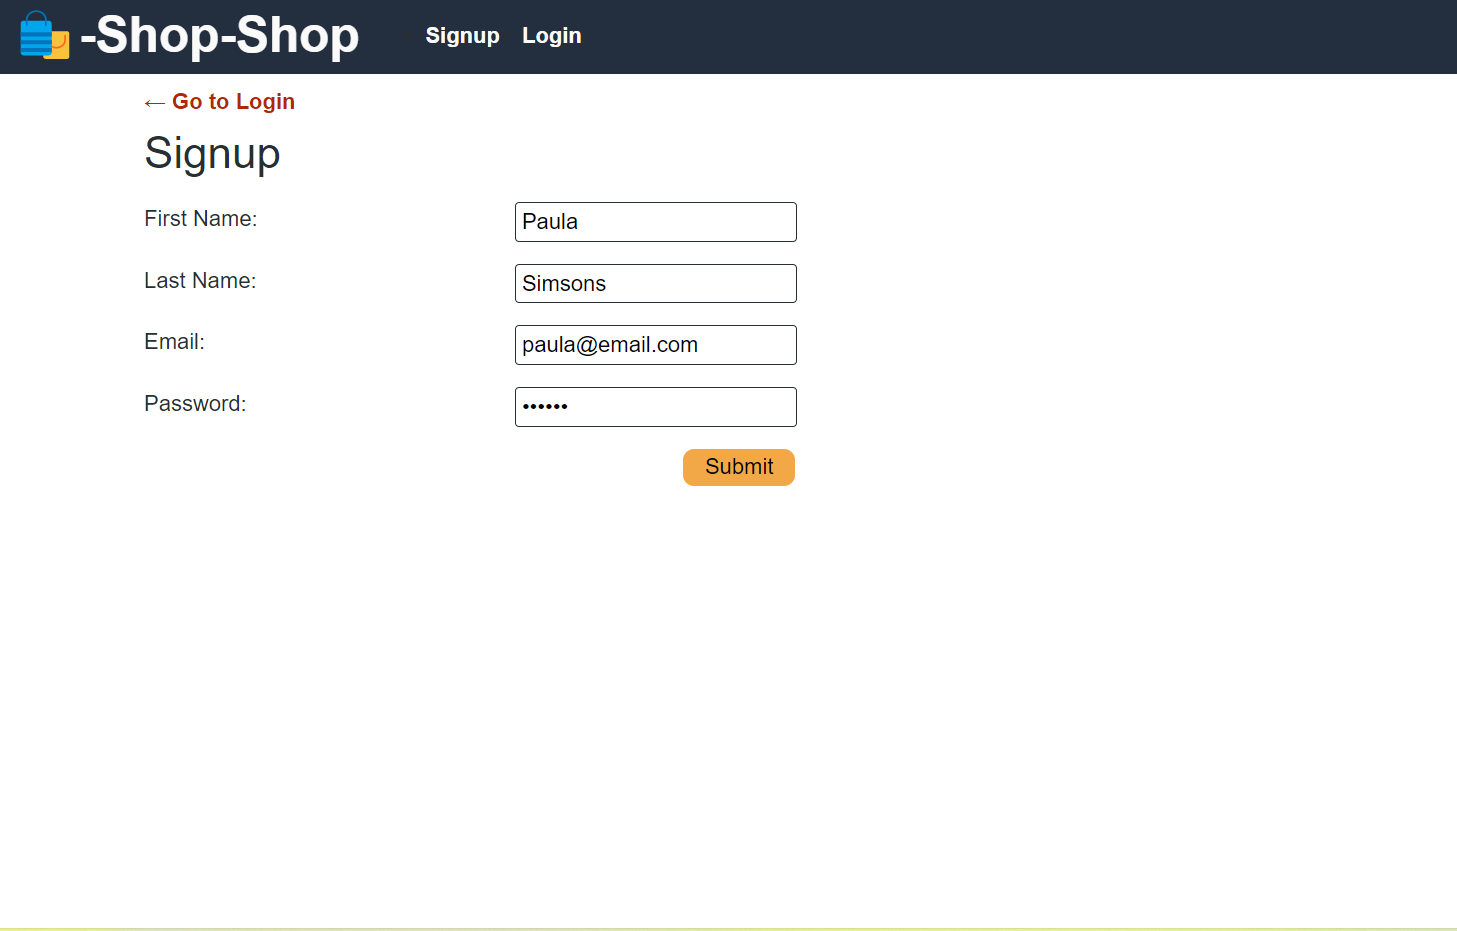 -Shop-Shop Signup Login
← Go to Login
Signup
First Name: Paula
Last Name: Simsons
Email: paula@email.com
Password: ••••••
Submit